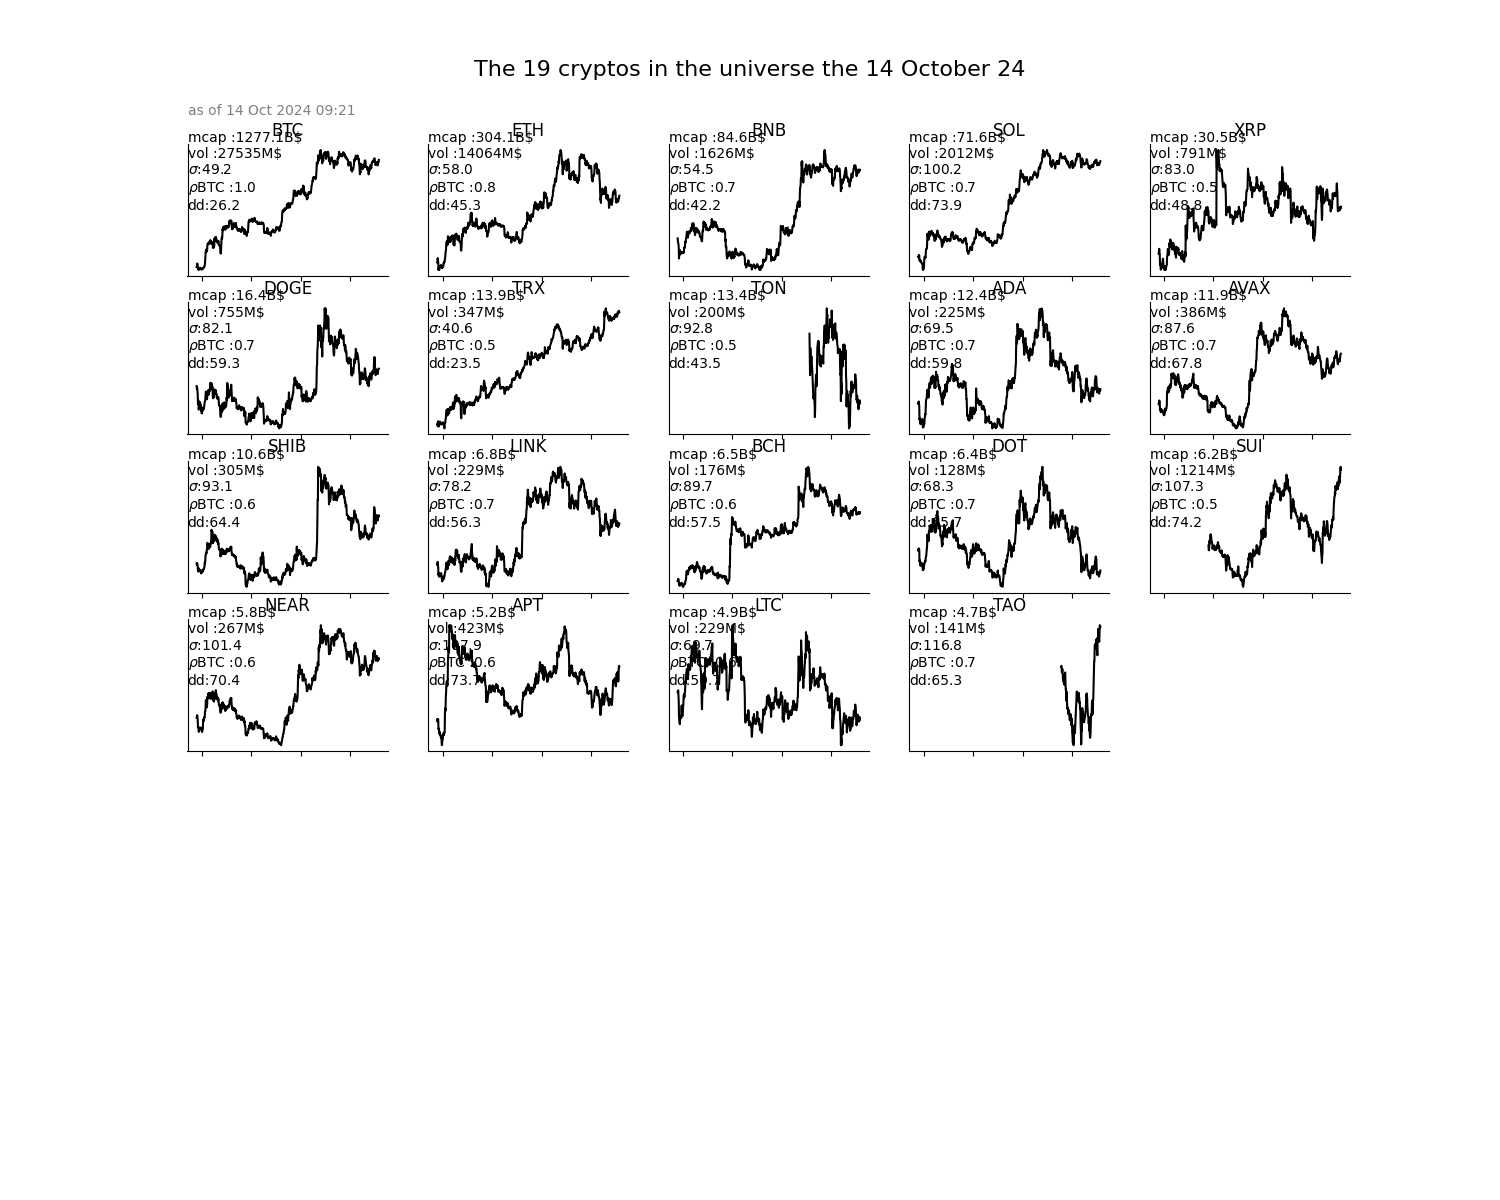 The 19 cryptos in the universe the 14 October 24
as of 14 Oct 2024 09:21
BTC
mcap :1277.1B$
vol :27535M$
σ:49.2
ρBTC :1.0
dd:26.2
ETH
mcap :304.1B$
vol :14064M$
σ:58.0
ρBTC :0.8
dd:45.3
BNB
mcap :84.6B$
vol :1626M$
σ:54.5
ρBTC :0.7
dd:42.2
SOL
mcap :71.6B$
vol :2012M$
σ:100.2
ρBTC :0.7
dd:73.9
XRP
mcap :30.5B$
vol :791M$
σ:83.0
ρBTC :0.5
dd:48.8
DOGE
mcap :16.4B$
vol :755M$
σ:82.1
ρBTC :0.7
dd:59.3
TRX
mcap :13.9B$
vol :347M$
σ:40.6
ρBTC :0.5
dd:23.5
TON
mcap :13.4B$
vol :200M$
σ:92.8
ρBTC :0.5
dd:43.5
ADA
mcap :12.4B$
vol :225M$
σ:69.5
ρBTC :0.7
dd:59.8
AVAX
mcap :11.9B$
vol :386M$
σ:87.6
ρBTC :0.7
dd:67.8
SHIB
mcap :10.6B$
vol :305M$
σ:93.1
ρBTC :0.6
dd:64.4
LINK
mcap :6.8B$
vol :229M$
σ:78.2
ρBTC :0.7
dd:56.3
BCH
mcap :6.5B$
vol :176M$
σ:89.7
ρBTC :0.6
dd:57.5
DOT
mcap :6.4B$
vol :128M$
σ:68.3
ρBTC :0.7
SUI
mcap :6.2B$
vol :1214M$
σ:107.3
ρBTC :0.5
dd:74.2
NEAR
mcap :5.8B$
vol :267M$
σ:101.4
ρBTC :0.6
dd:70.4
APT
mcap :5.2B$
vol :423M$
ρBTC :0.6
LTC
mcap :4.9B$
vol :229M$
TAO
mcap :4.7B$
vol :141M$
σ:116.8
ρBTC :0.7
dd:65.3